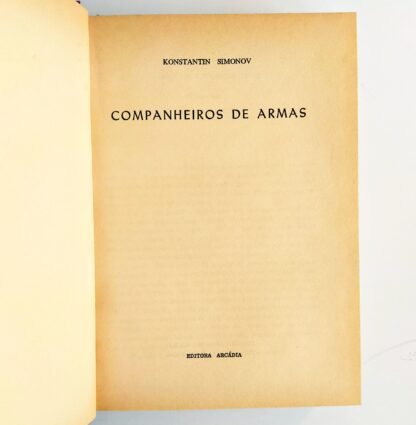 KONSTANTIN SIMONOV
COMPANHEIROS DE ARMAS
EDITORA ARCÁDIA